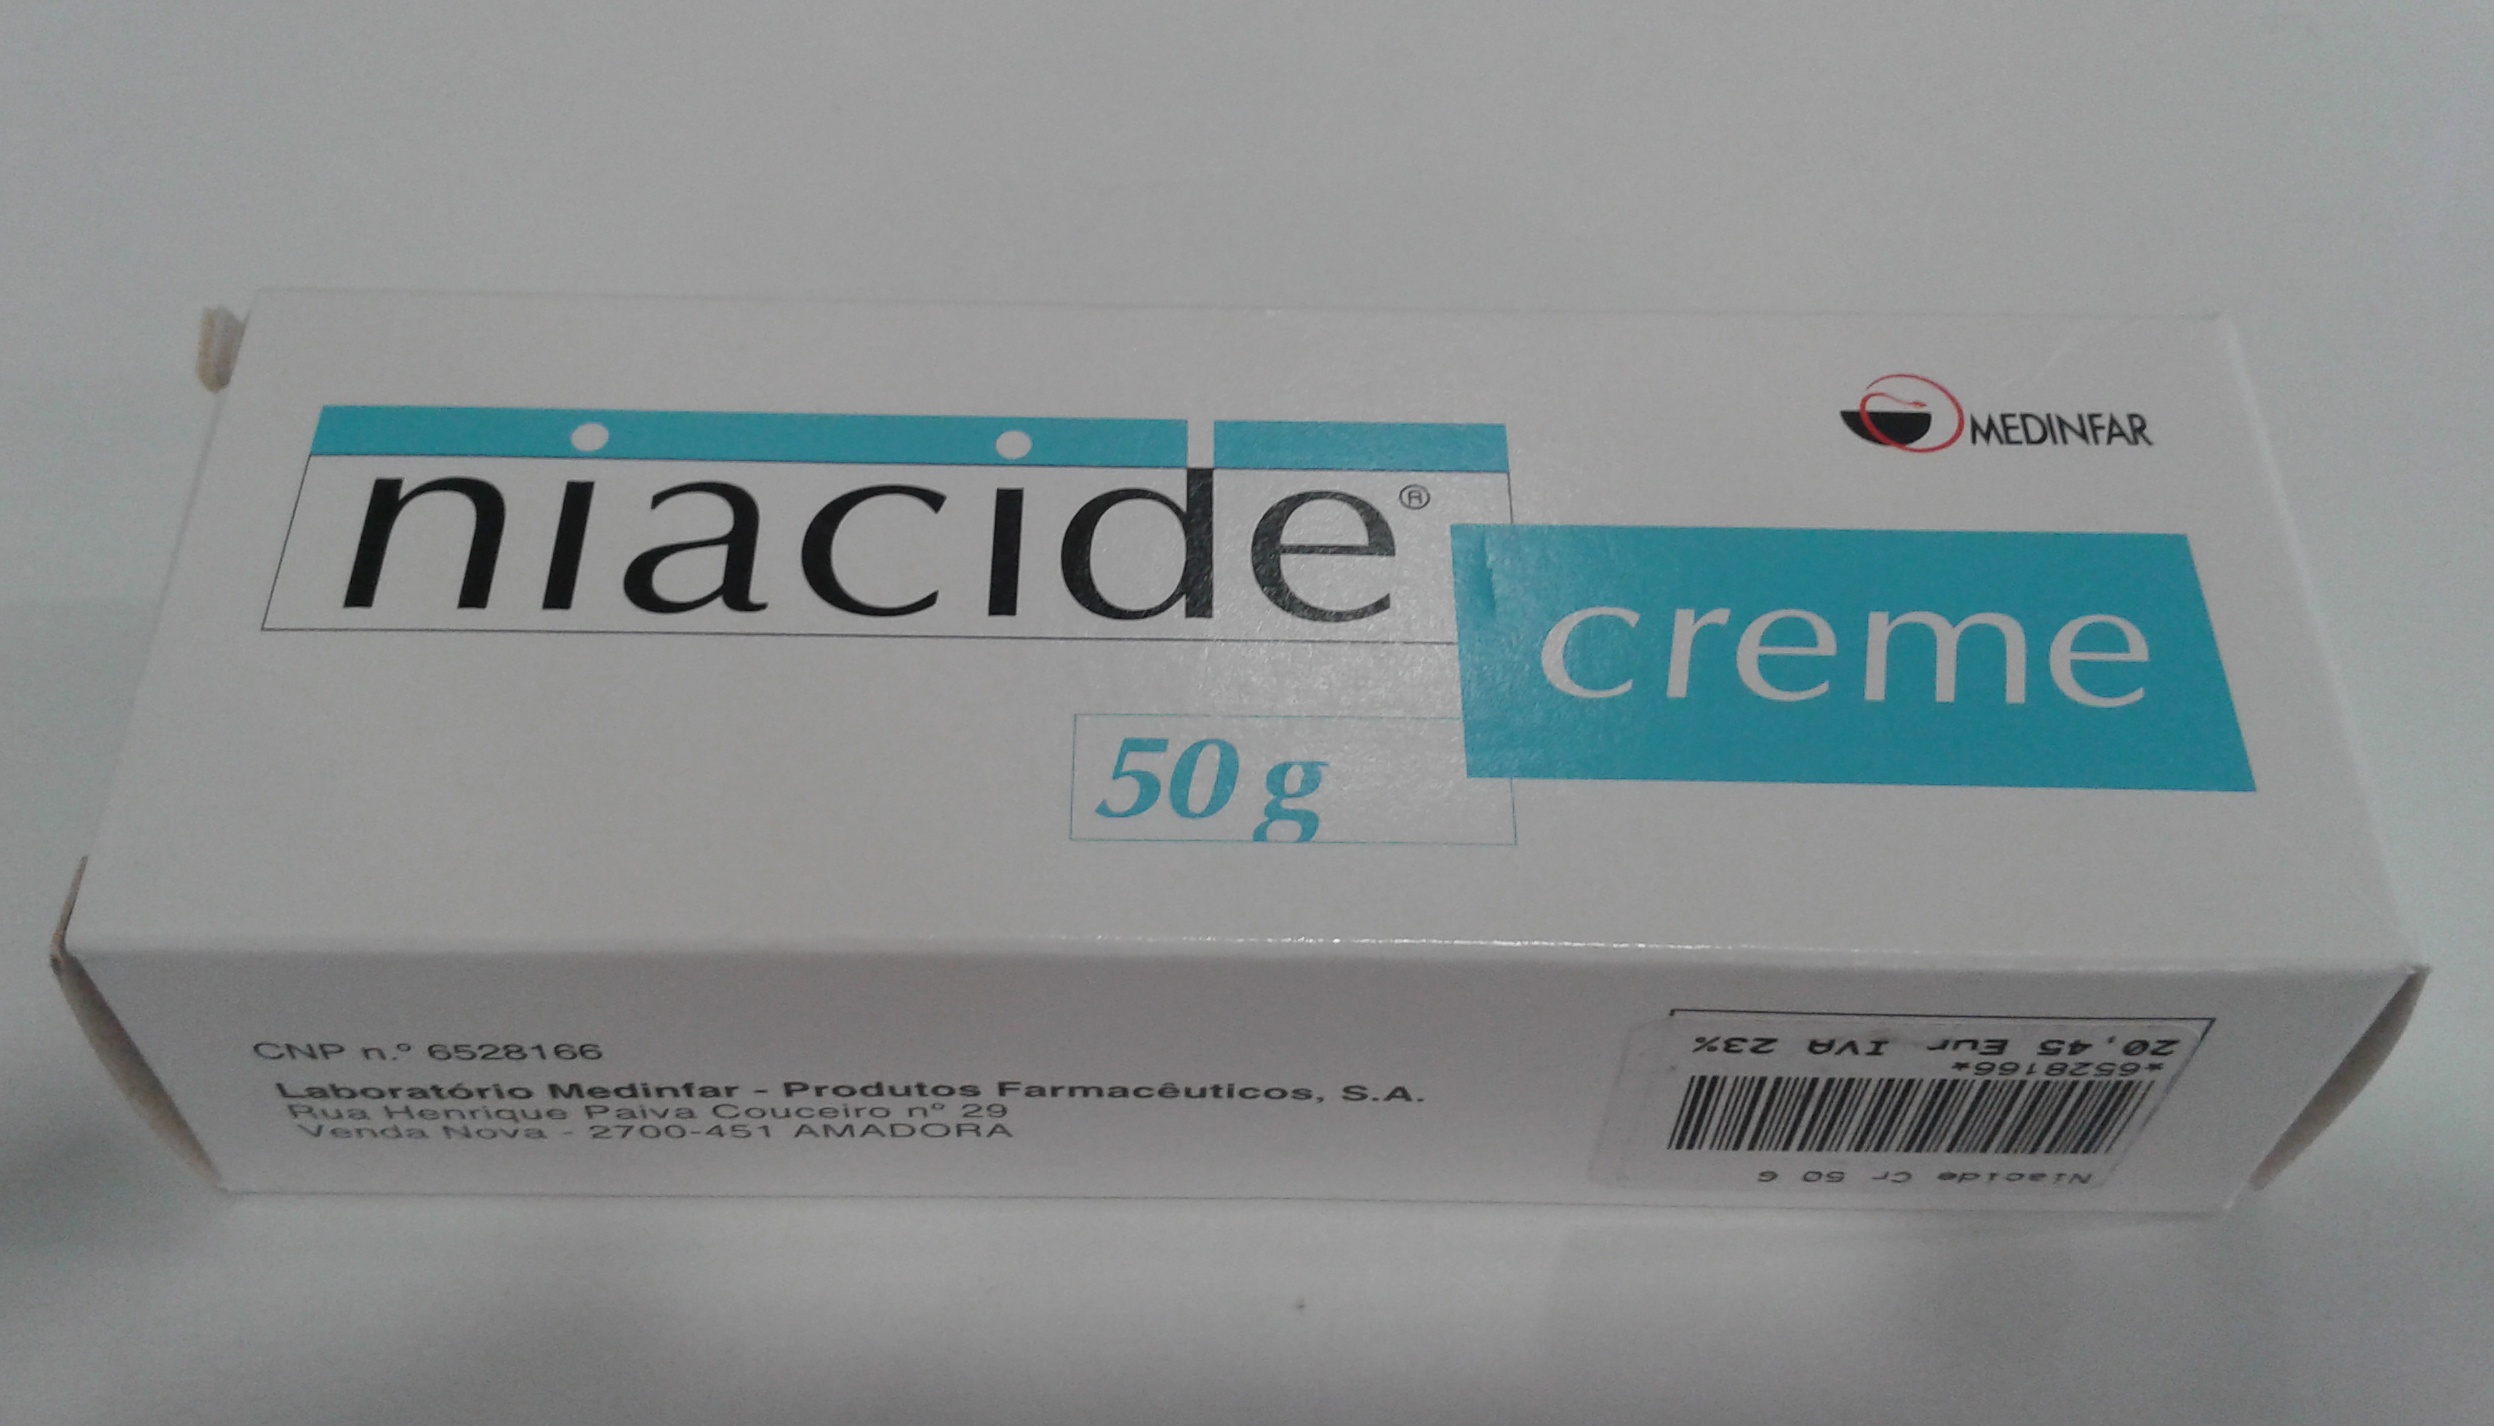 niacide®
MEDINFAR
creme
50 g
CNP n.º 6528166
Laboratório Medinfar - Produtos Farmacêuticos, S.A.
Rua Henrique Paiva Couceiro nº 29
Venda Nova - 2700-451 AMADORA
Niacide Cr 50 G
*6528166*
20,45 Eur IVA 23%